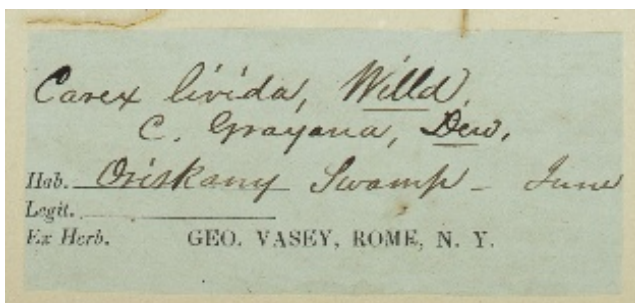 Carex livida, Willd.
C. Grayana, Dew.
Hab. Oriskany Swamp - June
Legit.
Ex Herb. GEO. VASEY, ROME, N. Y.